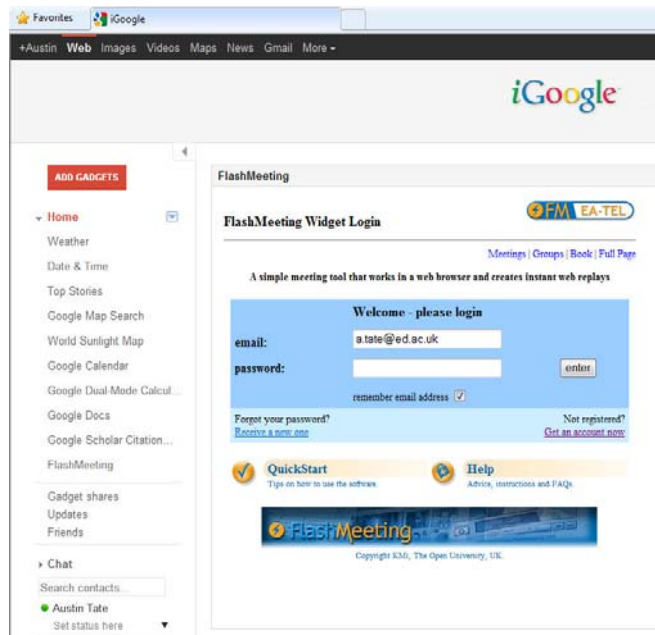 Favorites iGoogle
+Austin Web Images Videos Maps News Gmail More
iGoogle
ADD GADGETS
Home
Weather
Date & Time
Top Stories
Google Map Search
World Sunlight Map
Google Calendar
Google Dual-Mode Calcul...
Google Docs
Google Scholar Citation...
FlashMeeting
Gadget shares
Updates
Friends
Chat
Search contacts...
Austin Tate
Set status here
FlashMeeting
FlashMeeting Widget Login
FM EA-TEL
Meetings | Groups | Book | Full Page
A simple meeting tool that works in a web browser and creates instant web replays
Welcome - please login
email: a.tate@ed.ac.uk
password: enter
remember email address
Forgot your password? Not registered?
Receive a new one Get an account now
QuickStart Help
Tips on how to use the software. Advice, instructions and FAQs.
FlashMeeting
Copyright KMi, The Open University, UK.